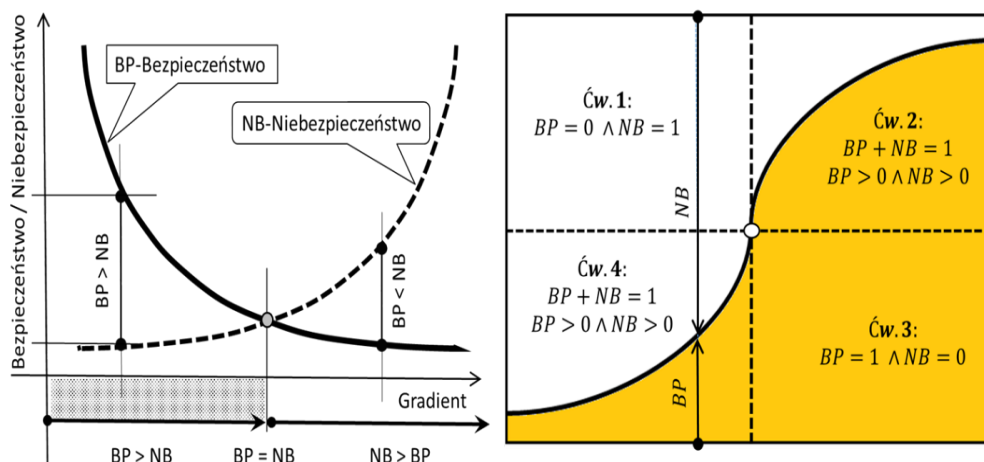 Bezpieczeństwo / Niebezpieczeństwo
BP-Bezpieczeństwo
NB-Niebezpieczeństwo
BP > NB
BP < NB
Gradient
BP > NB
BP = NB
NB > BP
Ćw. 1:
BP = 0 ∧ NB = 1
Ćw. 2:
BP + NB = 1
BP > 0 ∧ NB > 0
NB
Ćw. 4:
BP + NB = 1
BP > 0 ∧ NB > 0
Ćw. 3:
BP = 1 ∧ NB = 0
BP